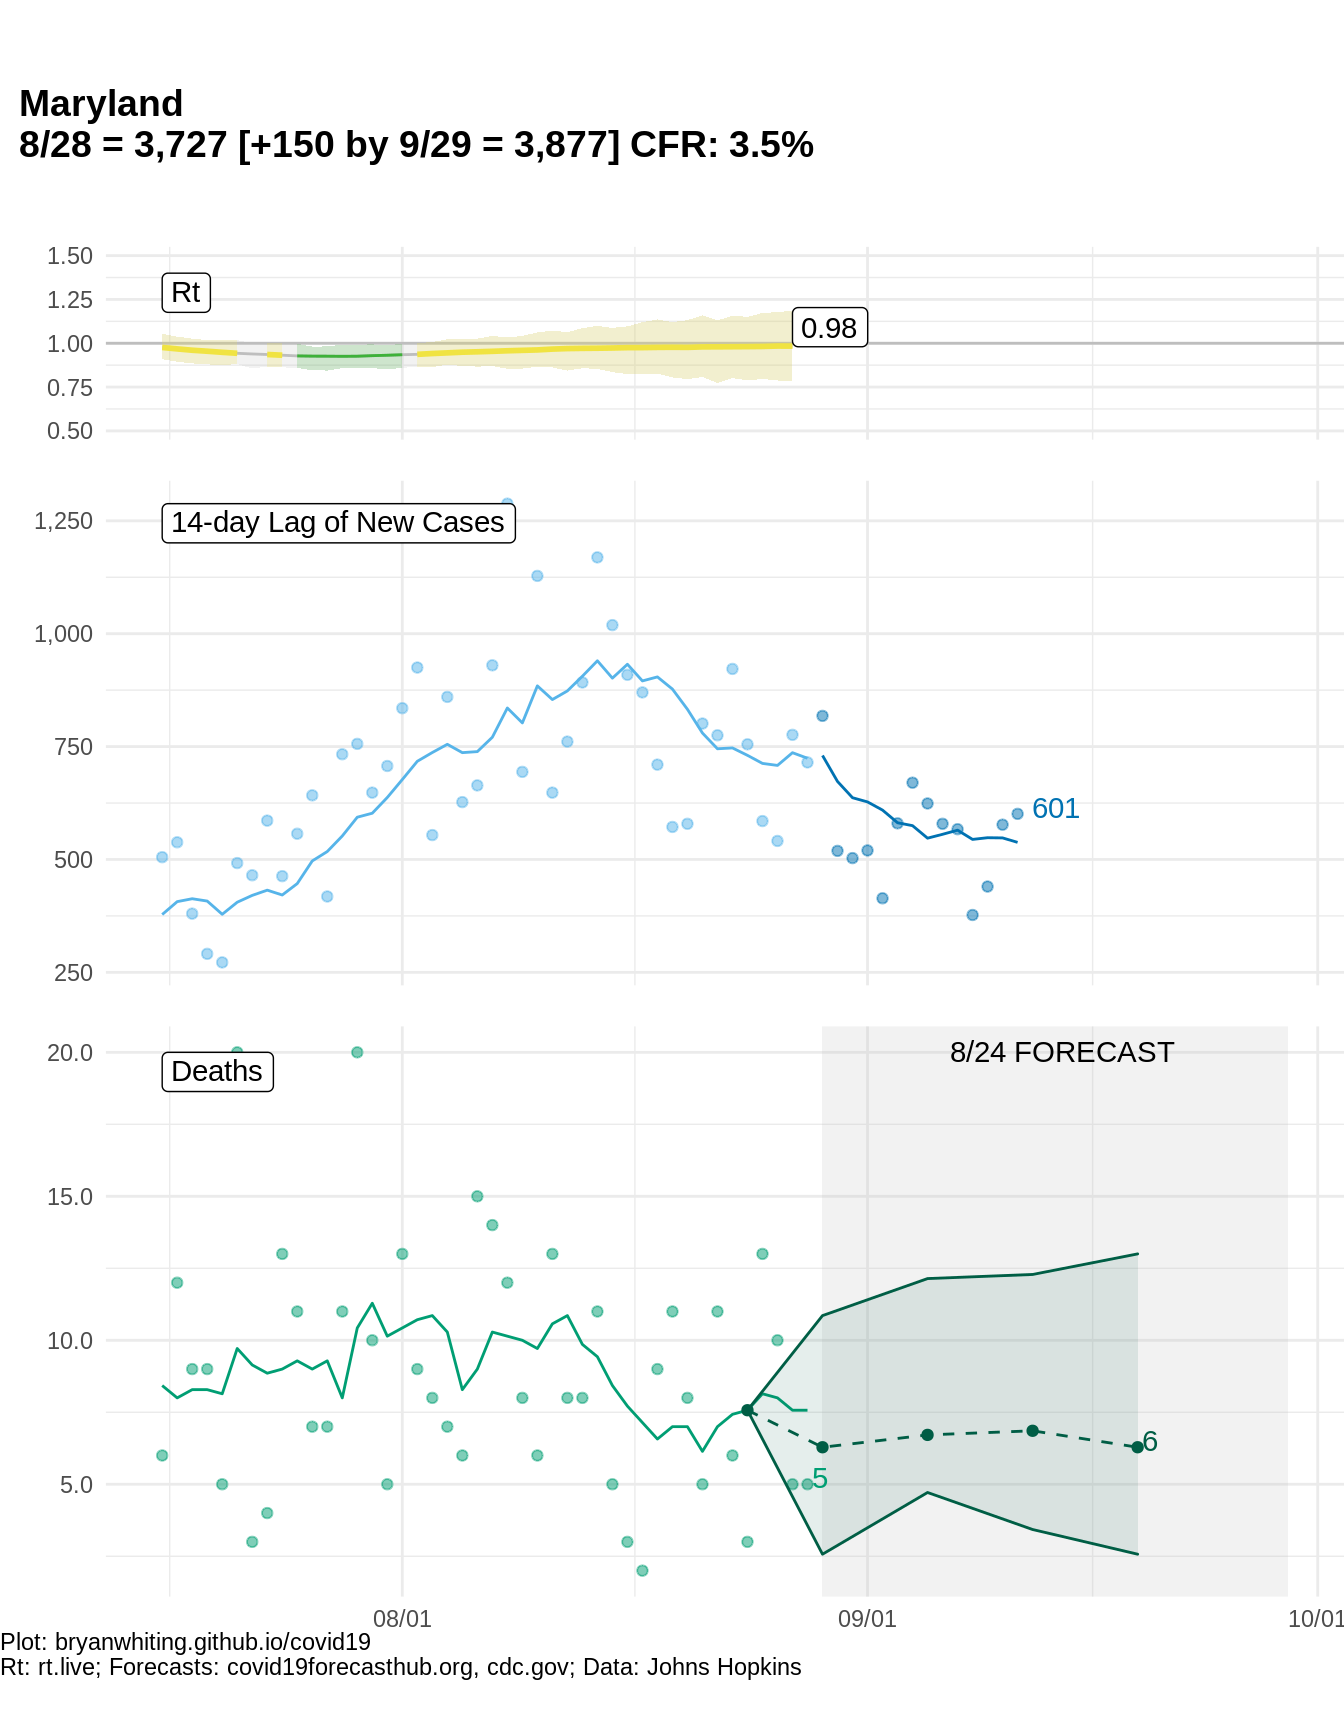 Maryland
8/28 = 3,727 [+150 by 9/29 = 3,877] CFR: 3.5%
1.50
Rt
1.25
0.98
1.00
0.75
0.50
1,250
14-day Lag of New Cases
1,000
750
601
500
250
20.0
Deaths
8/24 FORECAST
15.0
10.0
6
5
5.0
08/01
09/01
10/01
Plot: bryanwhiting.github.io/covid19
Rt: rt.live; Forecasts: covid19forecasthub.org, cdc.gov; Data: Johns Hopkins